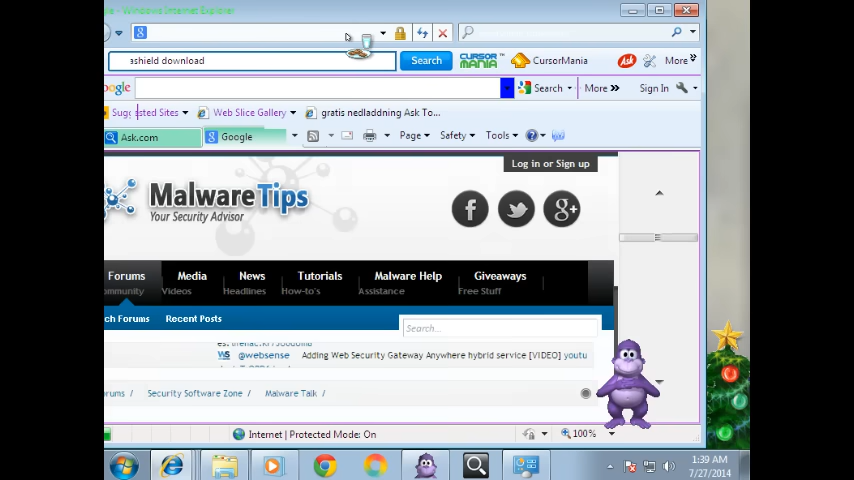 - Windows Internet Explorer
ashield download
Search
CURSOR MANIA
CursorMania
Ask
More
ogle
Search
More »
Sign In
Suggested Sites
Web Slice Gallery
gratis nedladdning Ask To...
Ask.com
Google
Page
Safety
Tools
Log in or Sign up
MalwareTips
Your Security Advisor
Forums
Media
News
Tutorials
Malware Help
Giveaways
ommunity
Videos
Headlines
How-to's
Assistance
Free Stuff
ch Forums
Recent Posts
Search...
@websense Adding Web Security Gateway Anywhere hybrid service [VIDEO] youtu
orums / Security Software Zone / Malware Talk /
Internet | Protected Mode: On
100%
1:39 AM
7/27/2014